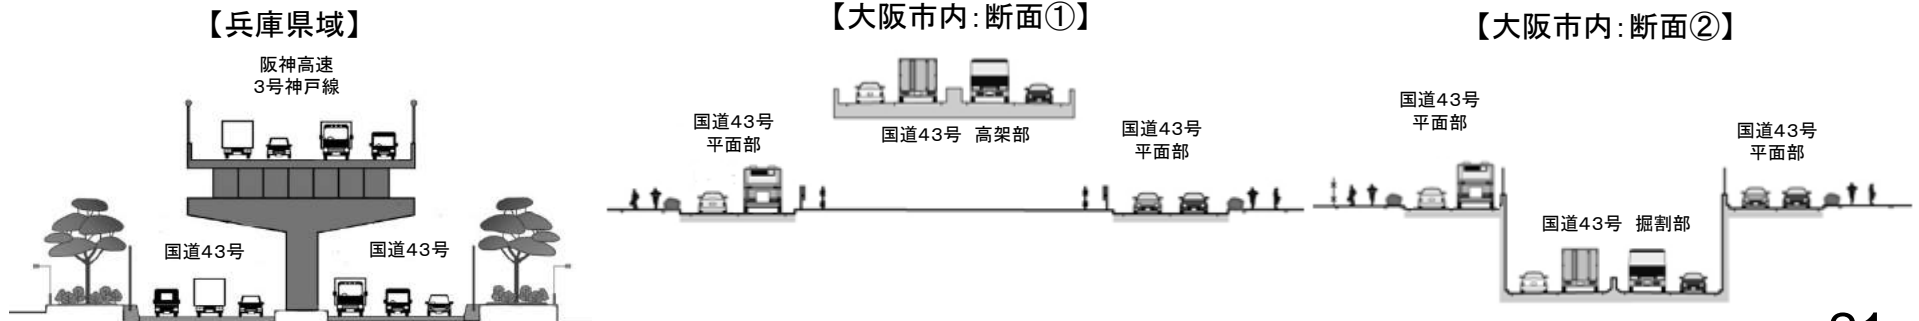 【兵庫県域】
阪神高速
3号神戸線
国道43号
国道43号
【大阪市内:断面①】
国道43号
平面部
国道43号 高架部
国道43号
平面部
【大阪市内:断面②】
国道43号
平面部
国道43号
平面部
国道43号 掘割部